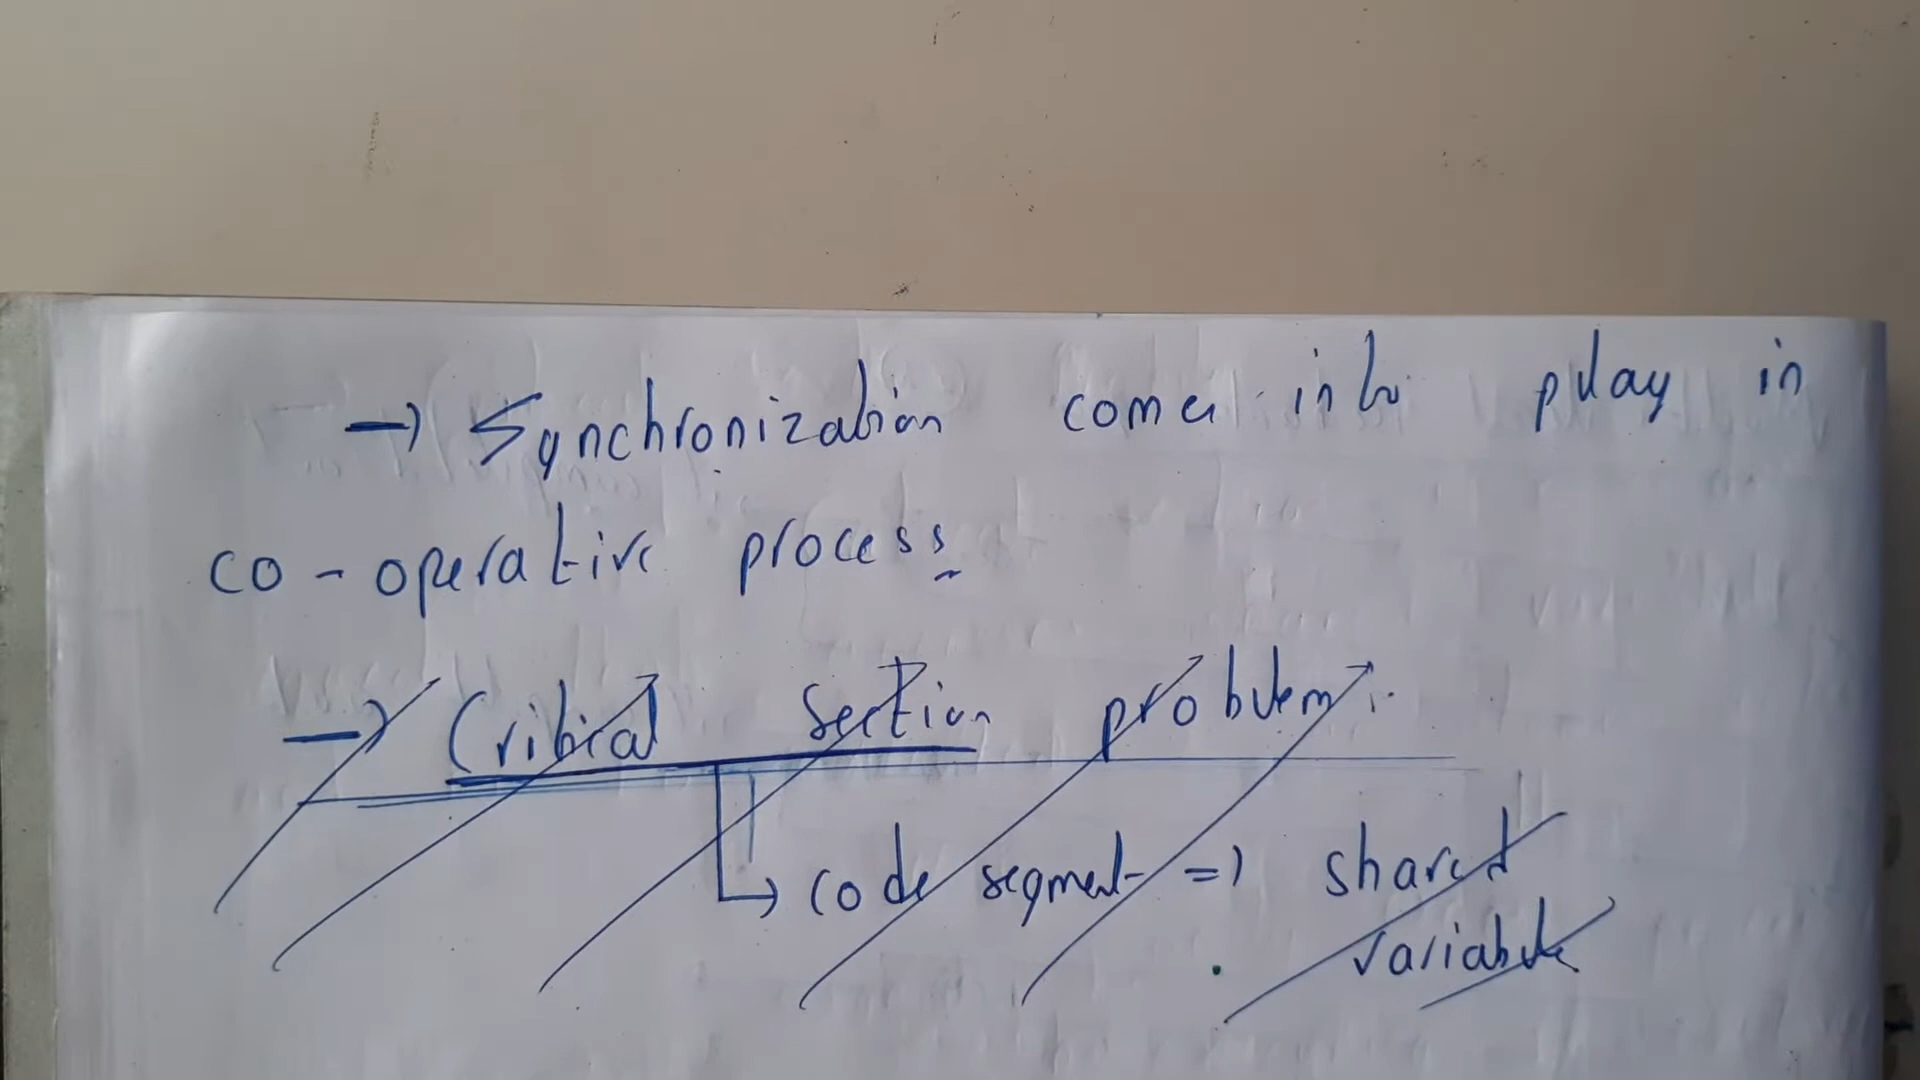 → Synchronization comes into play in
co-operative process
→ Critical section problem:
↳ code segment => shared
variable